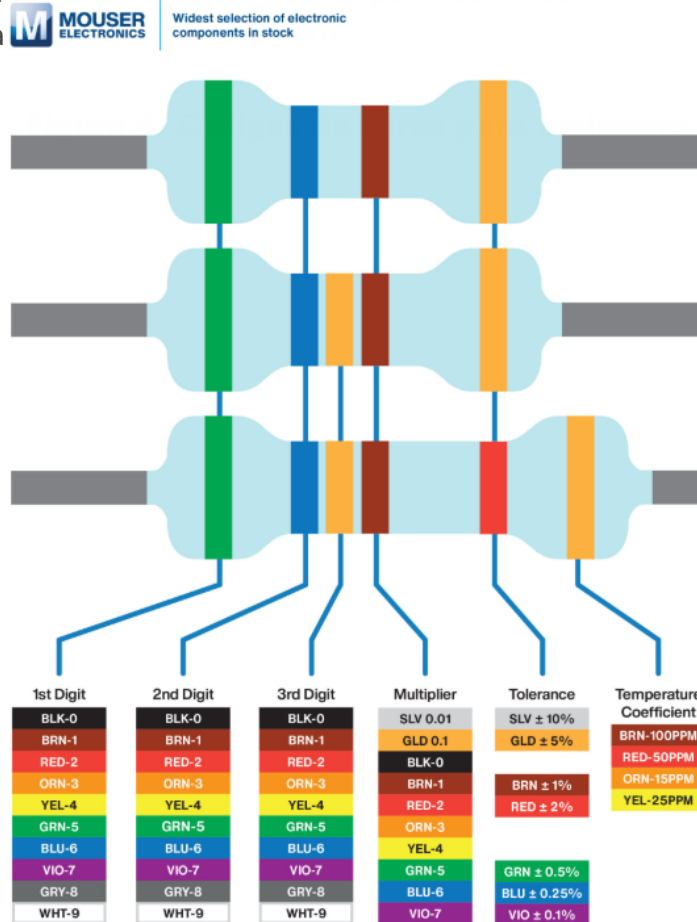 MOUSER
ELECTRONICS
Widest selection of electronic
components in stock
1st Digit
BLK-0
BRN-1
RED-2
ORN-3
YEL-4
GRN-5
BLU-6
VIO-7
GRY-8
WHT-9
2nd Digit
BLK-0
BRN-1
RED-2
ORN-3
YEL-4
GRN-5
BLU-6
VIO-7
GRY-8
WHT-9
3rd Digit
BLK-0
BRN-1
RED-2
ORN-3
YEL-4
GRN-5
BLU-6
VIO-7
GRY-8
WHT-9
Multiplier
SLV 0.01
GLD 0.1
BLK-0
BRN-1
RED-2
ORN-3
YEL-4
GRN-5
BLU-6
VIO-7
Tolerance
SLV ± 10%
GLD ± 5%
BRN ± 1%
RED ± 2%
GRN ± 0.5%
BLU ± 0.25%
VIO ± 0.1%
Temperature
Coefficient
BRN-100PPM
RED-50PPM
ORN-15PPM
YEL-25PPM